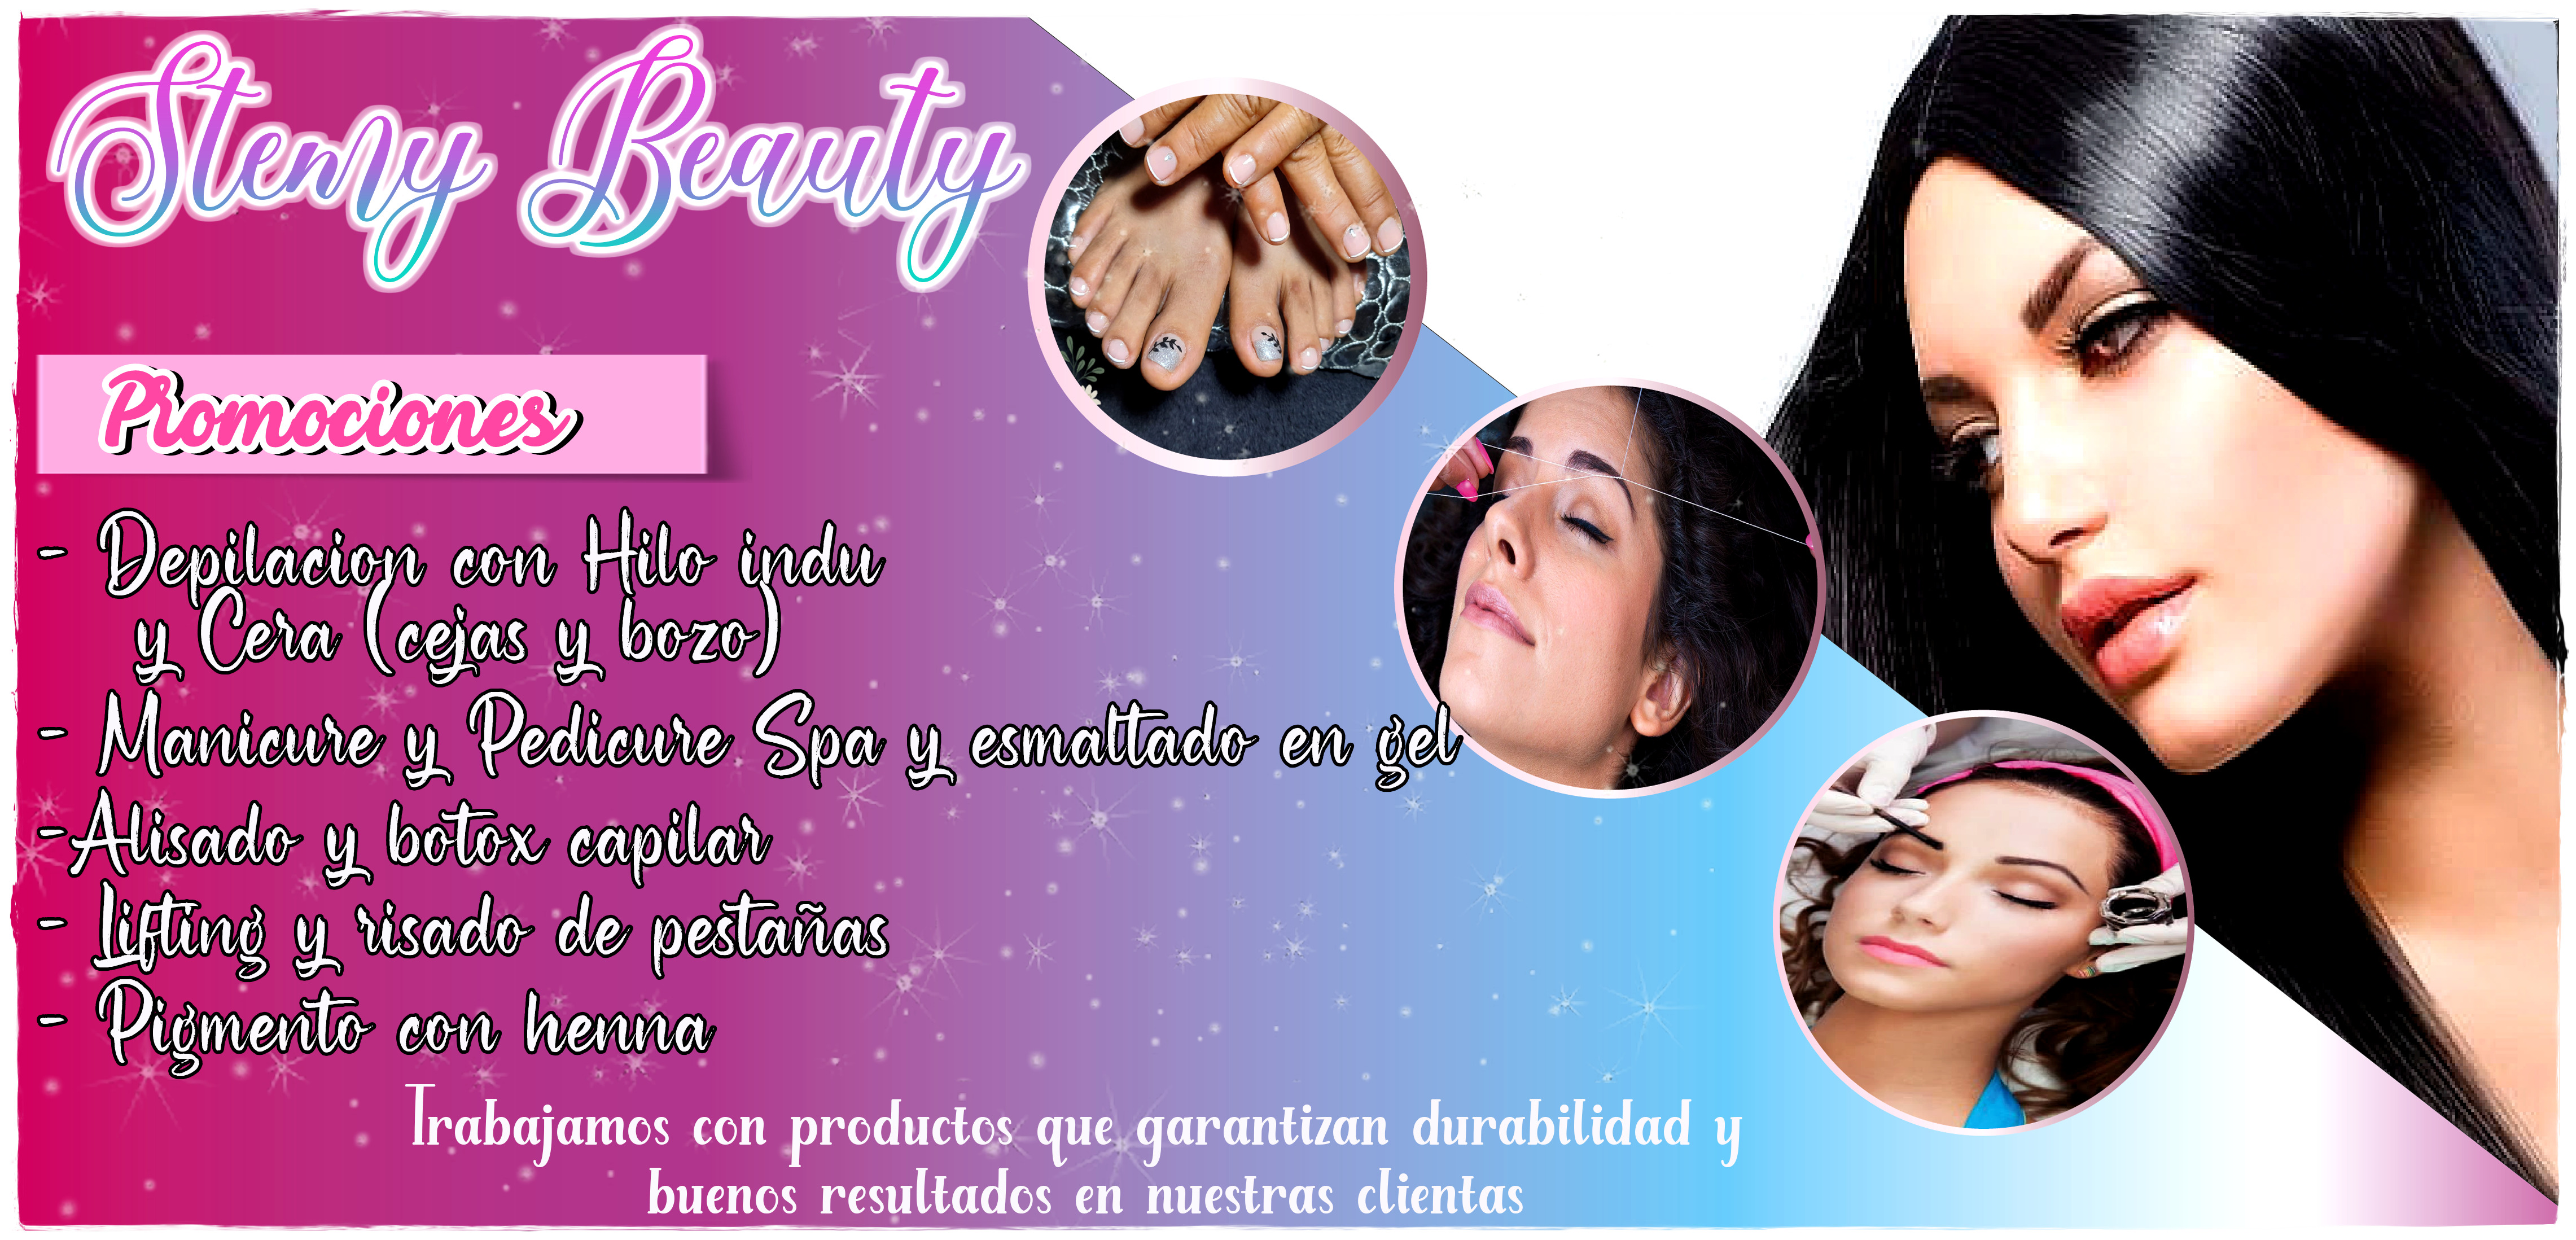 Stemy Beauty
Promociones
- Depilacion con Hilo indu
y Cera (cejas y bozo)
- Manicure y Pedicure Spa y esmaltado en gel
-Alisado y botox capilar
- Lifting y risado de pestañas
- Pigmento con henna
Trabajamos con productos que garantizan durabilidad y
buenos resultados en nuestras clientas